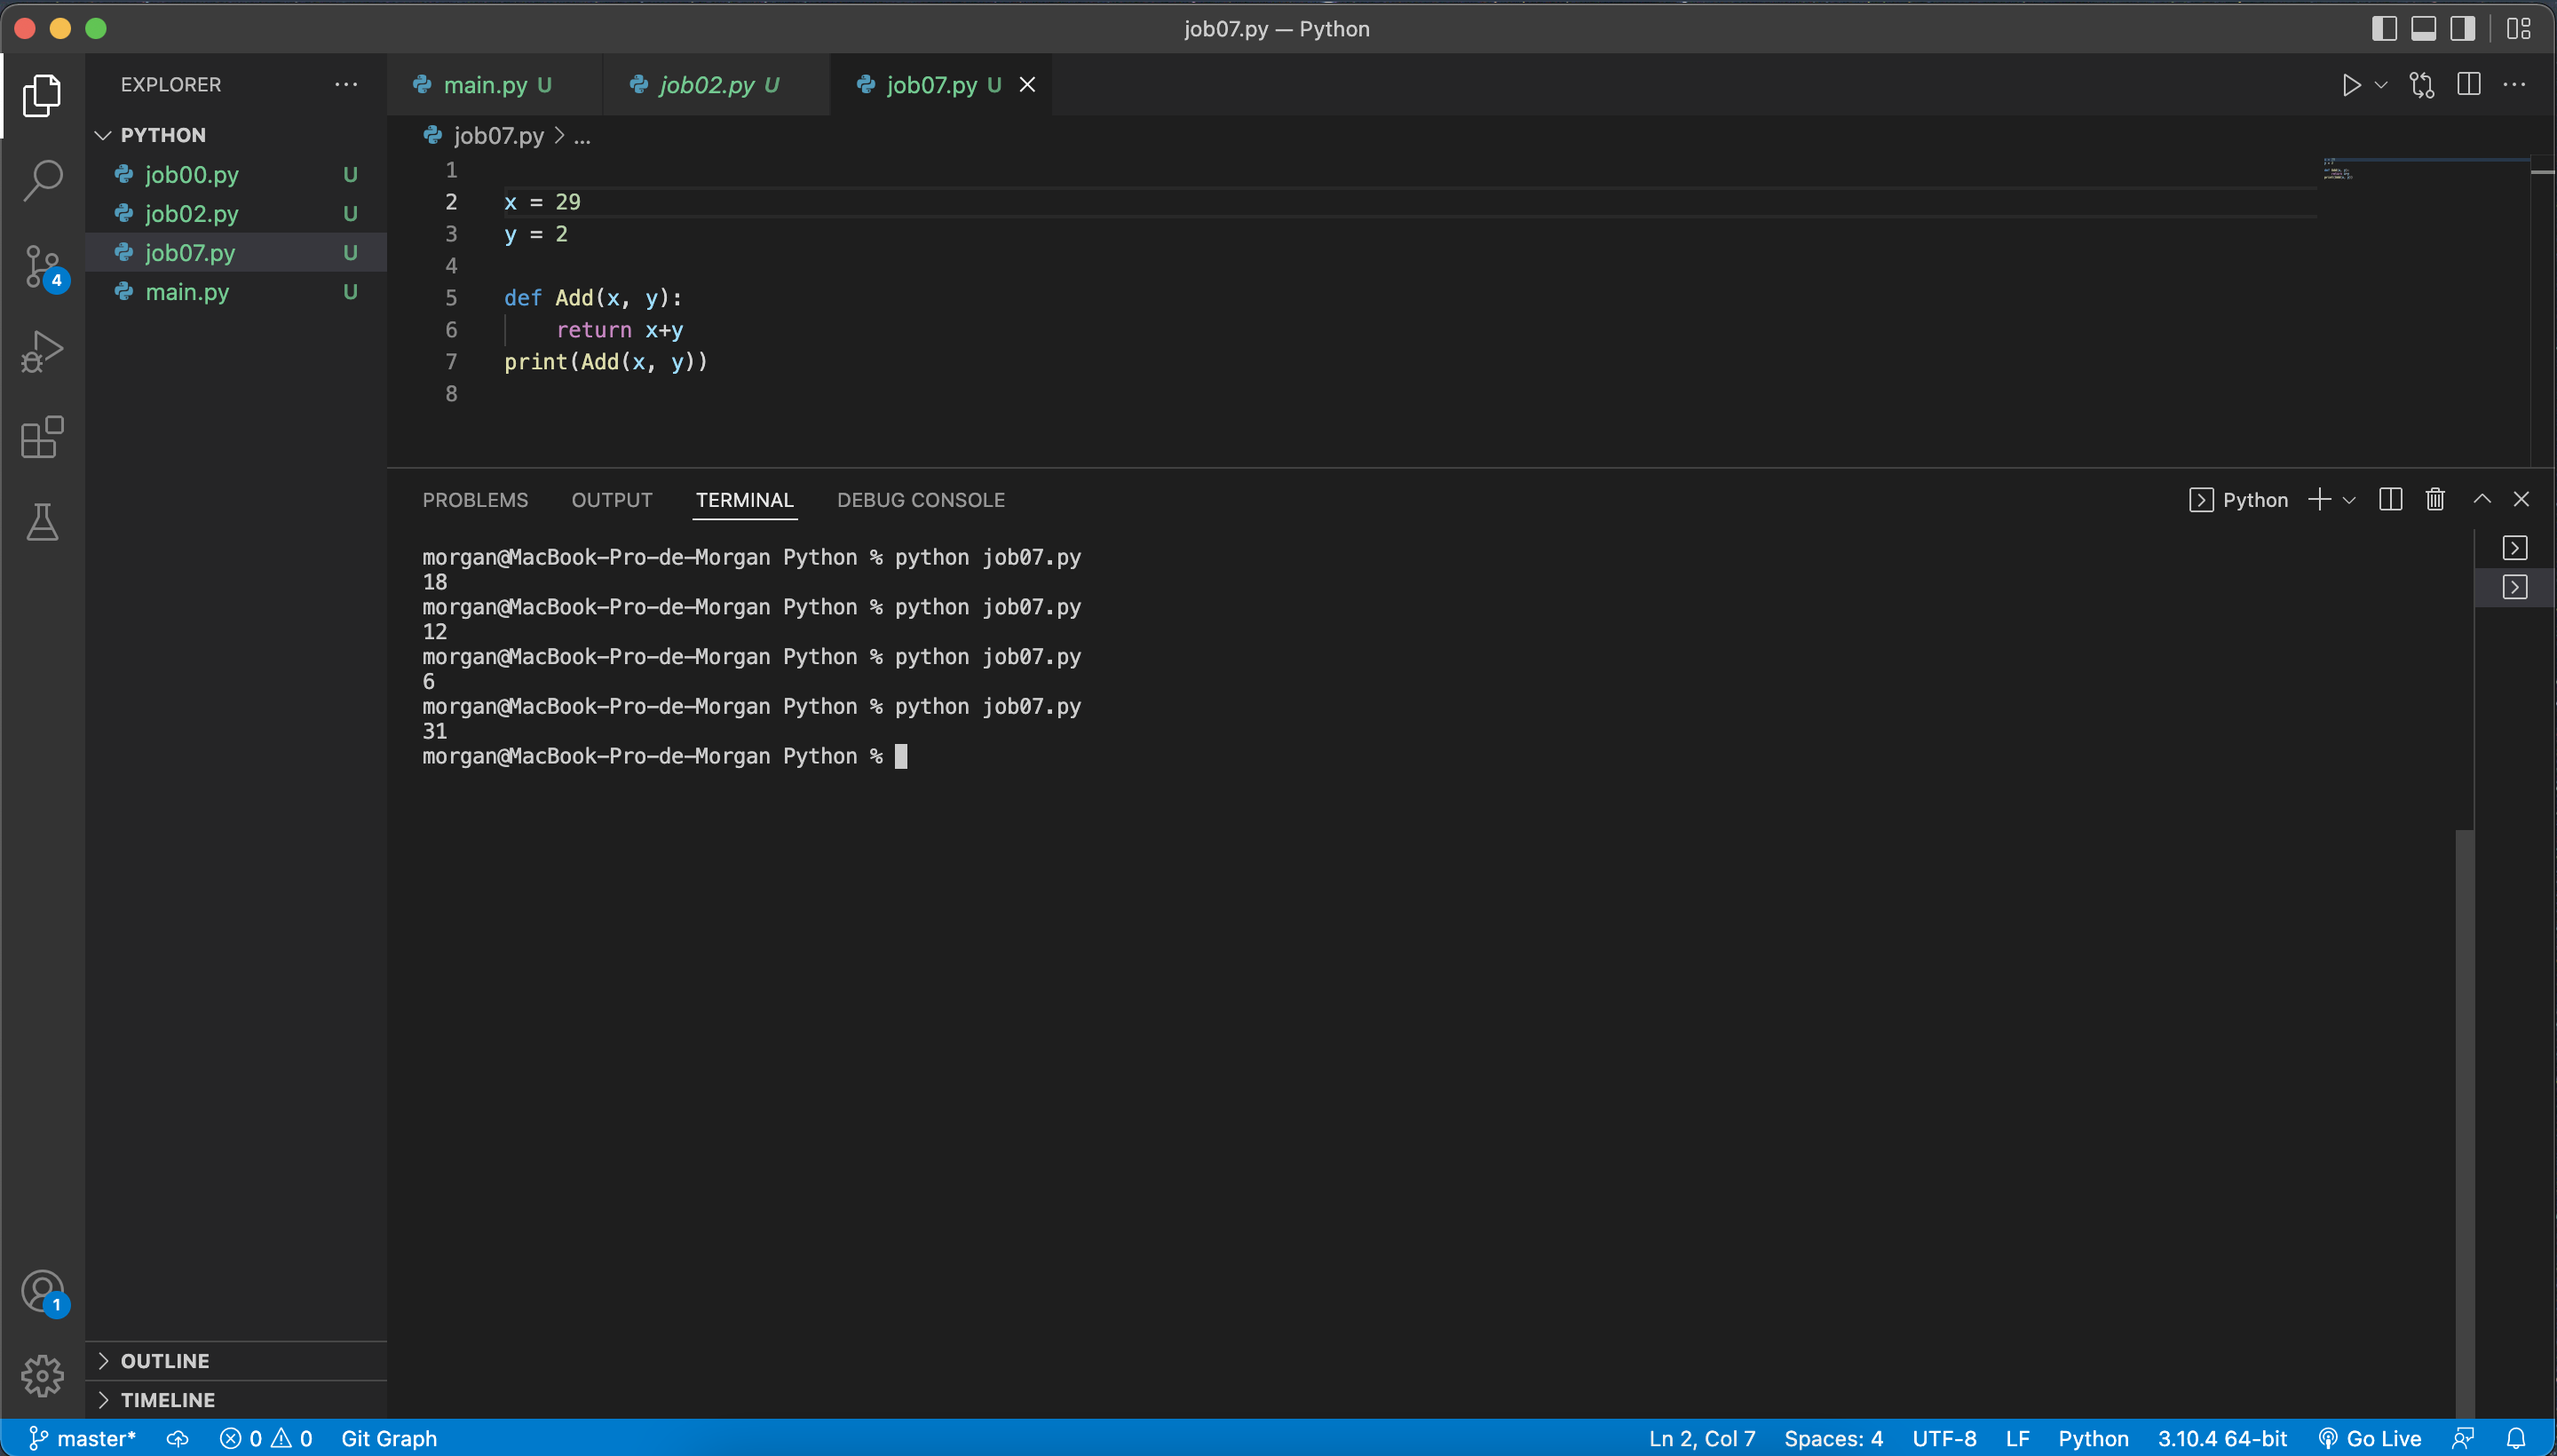 job07.py — Python
EXPLORER
PYTHON
job00.py U
job02.py U
job07.py U
main.py U
4
1
OUTLINE
TIMELINE
main.py U
job02.py U
job07.py U
job07.py > ...
1
2 x = 29
3 y = 2
4
5 def Add(x, y):
6     return x+y
7 print(Add(x, y))
8
PROBLEMS OUTPUT TERMINAL DEBUG CONSOLE
Python
morgan@MacBook-Pro-de-Morgan Python % python job07.py
18
morgan@MacBook-Pro-de-Morgan Python % python job07.py
12
morgan@MacBook-Pro-de-Morgan Python % python job07.py
6
morgan@MacBook-Pro-de-Morgan Python % python job07.py
31
morgan@MacBook-Pro-de-Morgan Python %
master* 0 0 Git Graph Ln 2, Col 7 Spaces: 4 UTF-8 LF Python 3.10.4 64-bit Go Live